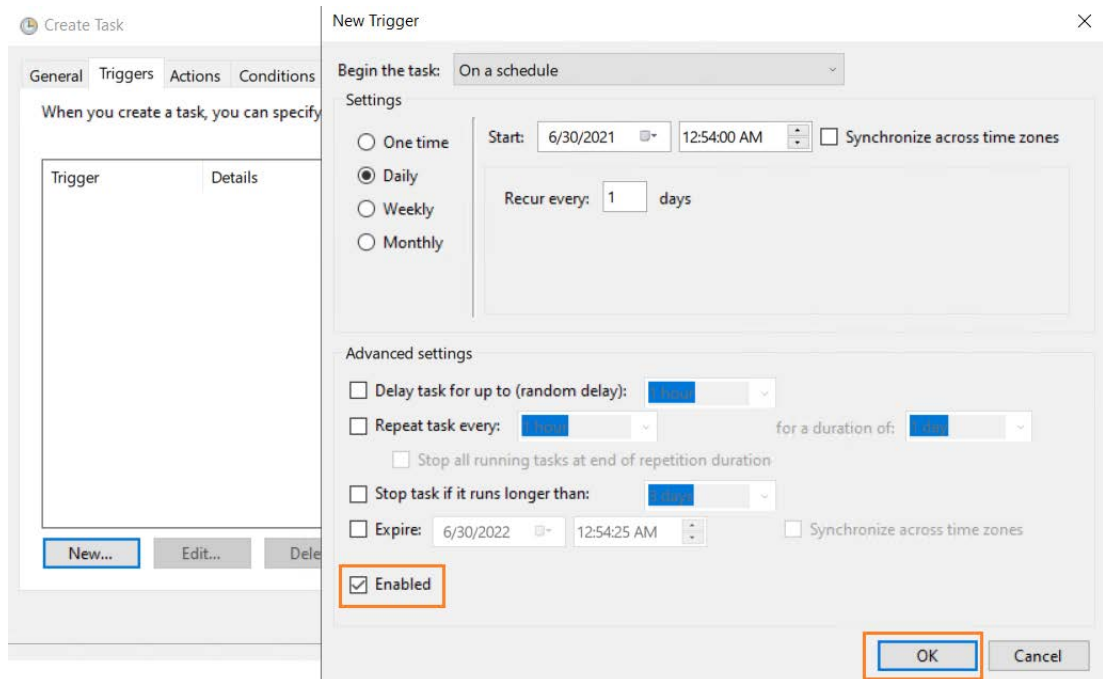 Create Task
General Triggers Actions Conditions
When you create a task, you can specify
Trigger Details
New... Edit... Dele
New Trigger
Begin the task: On a schedule
Settings
One time
Daily
Weekly
Monthly
Start: 6/30/2021 12:54:00 AM Synchronize across time zones
Recur every: 1 days
Advanced settings
Delay task for up to (random delay): 1 hour
Repeat task every: 1 hour for a duration of: 1 day
Stop all running tasks at end of repetition duration
Stop task if it runs longer than: 3 days
Expire: 6/30/2022 12:54:25 AM Synchronize across time zones
Enabled
OK Cancel